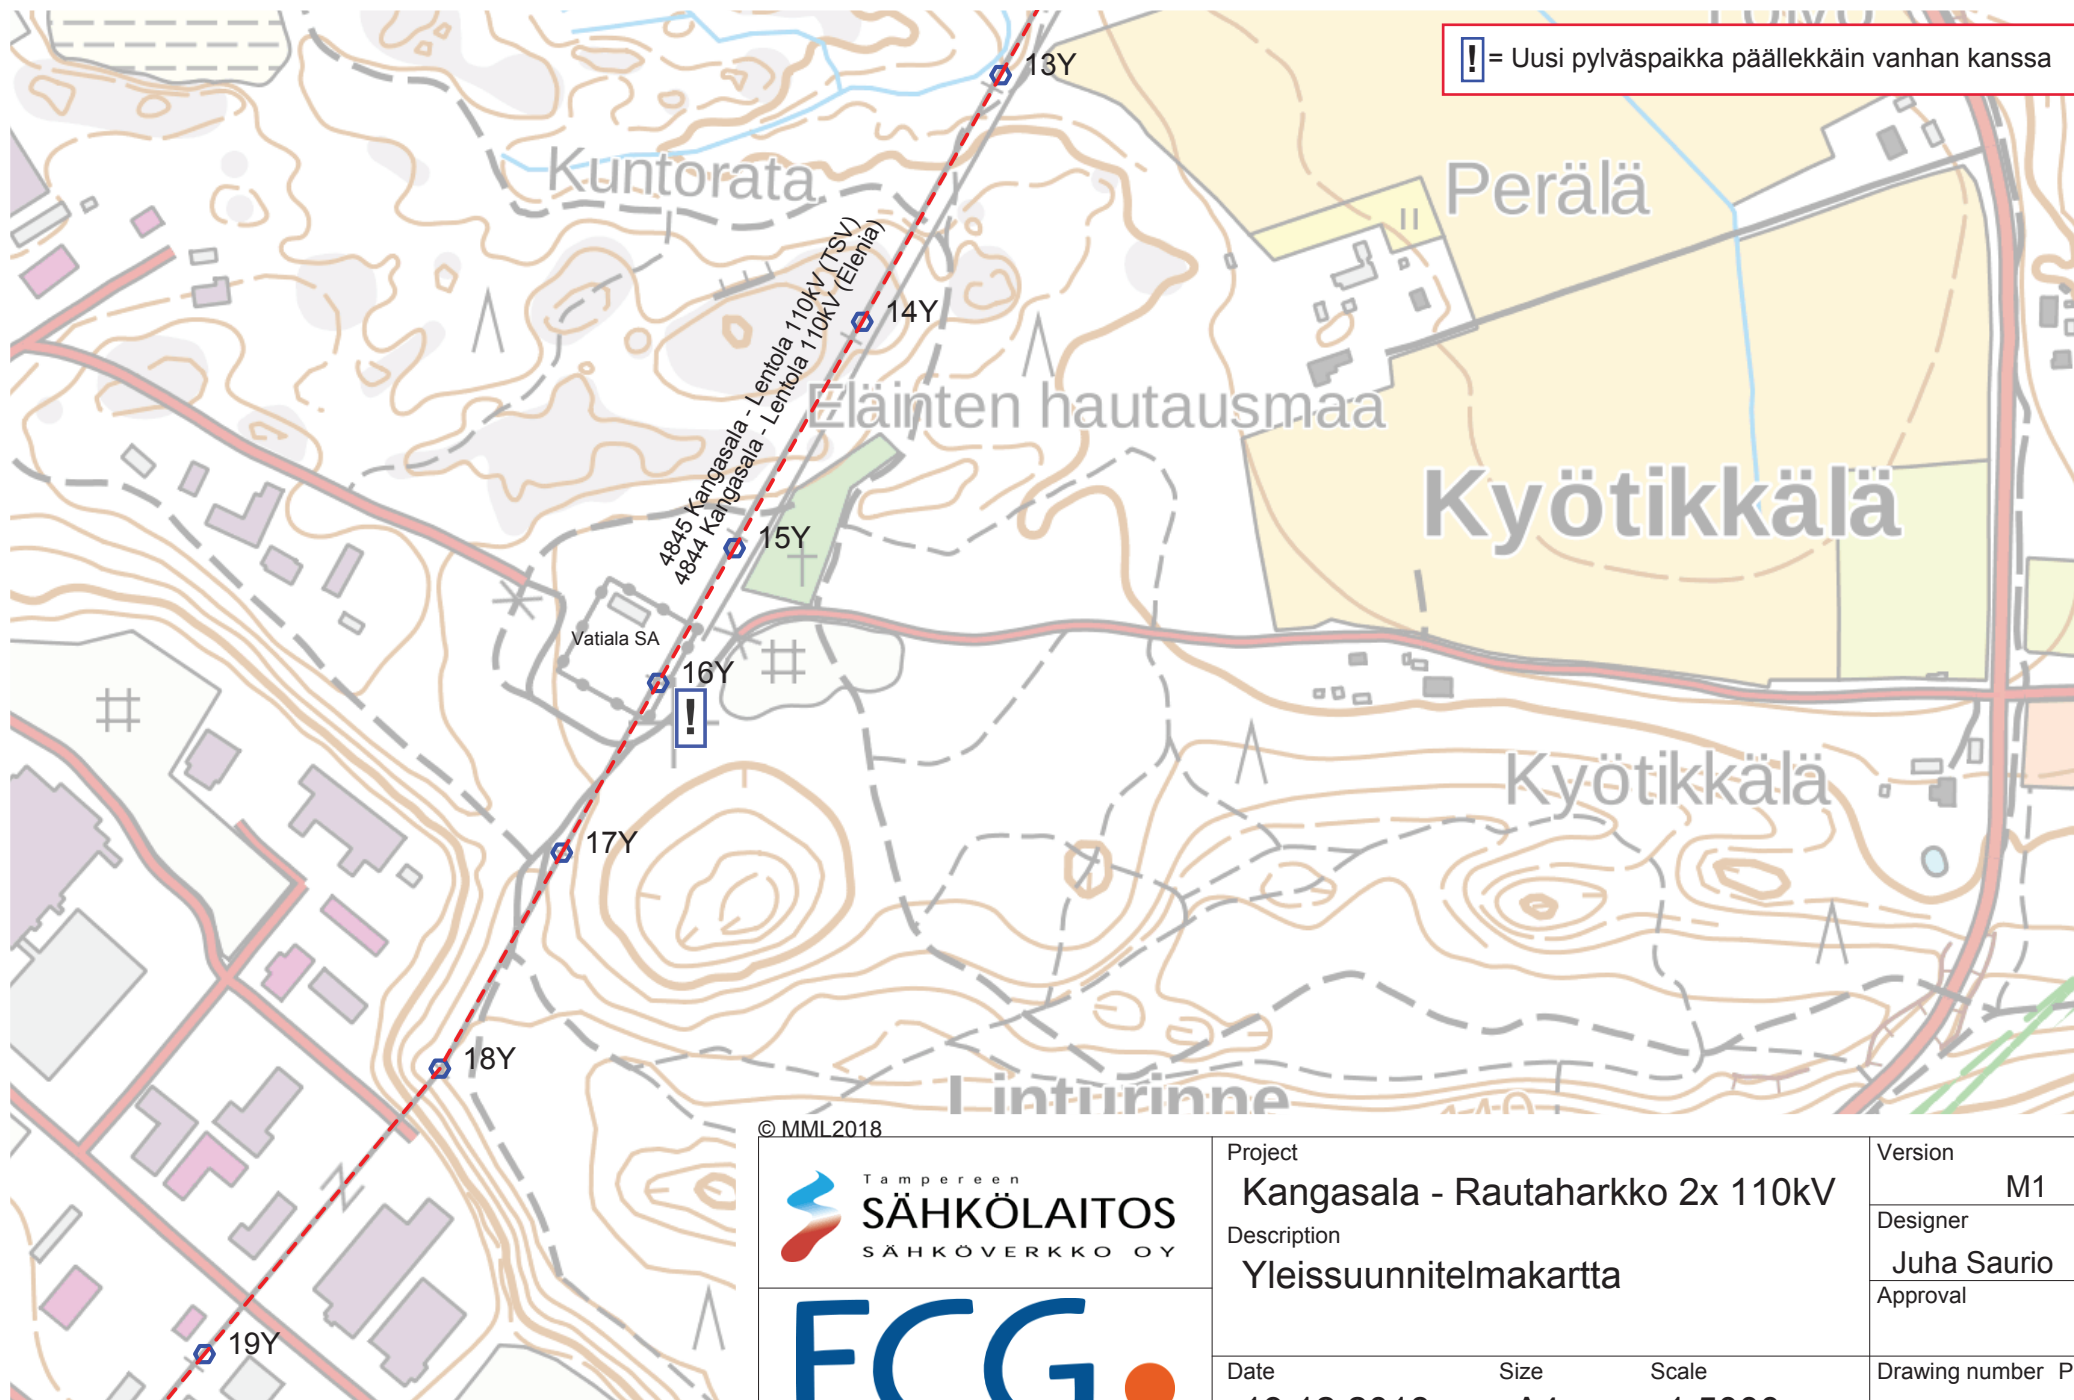 ! = Uusi pylväspaikka päällekkäin vanhan kanssa
13Y
Kuntorata
Perälä
4845 Kangasala - Lentola 110kV (TSV)
4844 Kangasala - Lentola 110kV (Elenia)
14Y
Eläinten hautausmaa
Kyötikkälä
15Y
Vatiala SA
16Y
!
Kyötikkälä
17Y
18Y
Linturinne
19Y
© MML2018
Tampereen
SÄHKÖLAITOS
SÄHKÖVERKKO OY
Project
Kangasala - Rautaharkko 2x 110kV
Description
Yleissuunnitelmakartta
Version
M1
Designer
Juha Saurio
Approval
FCG
Date
Size
Scale
Drawing number